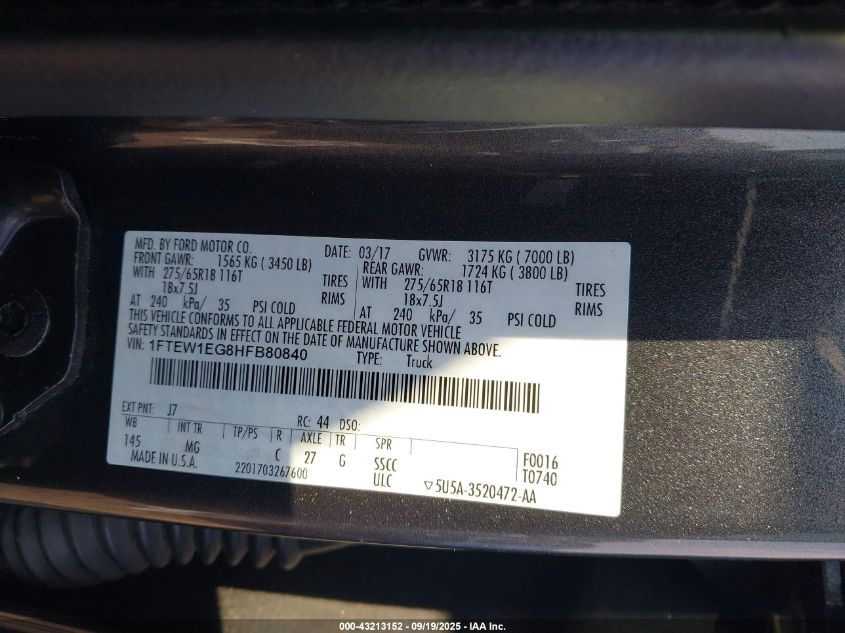 MFD. BY FORD MOTOR CO. DATE: 03/17 GVWR: 3175 KG ( 7000 LB)
FRONT GAWR: 1565 KG ( 3450 LB) REAR GAWR: 1724 KG ( 3800 LB)
WITH 275/65R18 116T TIRES WITH 275/65R18 116T TIRES
18x7.5J RIMS 18x7.5J RIMS
AT 240 kPa/ 35 PSI COLD AT 240 kPa/ 35 PSI COLD
THIS VEHICLE CONFORMS TO ALL APPLICABLE FEDERAL MOTOR VEHICLE
SAFETY STANDARDS IN EFFECT ON THE DATE OF MANUFACTURE SHOWN ABOVE.
VIN: 1FTEW1EG8HFB80840 TYPE: Truck
EXT PNT: J7 RC: 44 DSO:
WB INT TR TP/PS R AXLE TR SPR
145 MG C 27 G SSCC F0016
MADE IN U.S.A. 2201703267600 ULC ▽5U5A-3520472-AA T0740
000-43213152 - 09/19/2025 - IAA Inc.